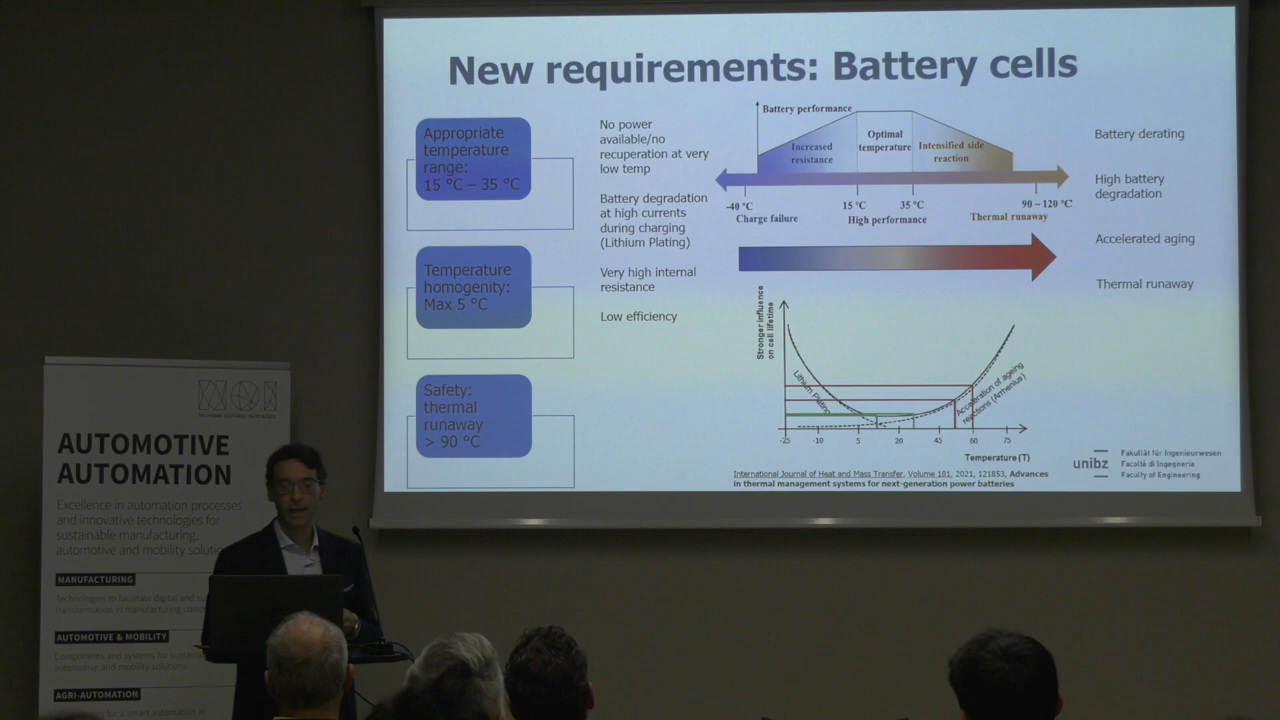 New requirements: Battery cells
Appropriate
temperature
range:
15 °C – 35 °C
Temperature
homogenity:
Max 5 °C
Safety:
thermal
runaway
> 90 °C
No power
available/no
recuperation at very
low temp
Battery degradation
at high currents
during charging
(Lithium Plating)
Very high internal
resistance
Low efficiency
Battery performance
Increased
resistance
Optimal
temperature
Intensified side
reaction
-40 °C
15 °C
35 °C
90 ~ 120 °C
Charge failure
High performance
Thermal runaway
Stronger influence
on cell lifetime
Lithium Plating
Acceleration of ageing
reactions (Arrhenius)
-25
-10
5
20
45
60
75
Temperature (T)
International Journal of Heat and Mass Transfer, Volume 181, 2021, 121853, Advances
in thermal management systems for next-generation power batteries
Battery derating
High battery
degradation
Accelerated aging
Thermal runaway
unibz
Fakultät für Ingenieurwesen
Facoltà di Ingegneria
Faculty of Engineering
NOI
AUTOMOTIVE
AUTOMATION
Excellence in automation processes
and innovative technologies for
sustainable manufacturing,
automotive and mobility
MANUFACTURING
Technologies to facilitate digital and
transformation in manufacturing
AUTOMOTIVE & MOBILITY
Components and systems for
automotive and mobility solutions.
AGRI-AUTOMATION
for a smart automation in